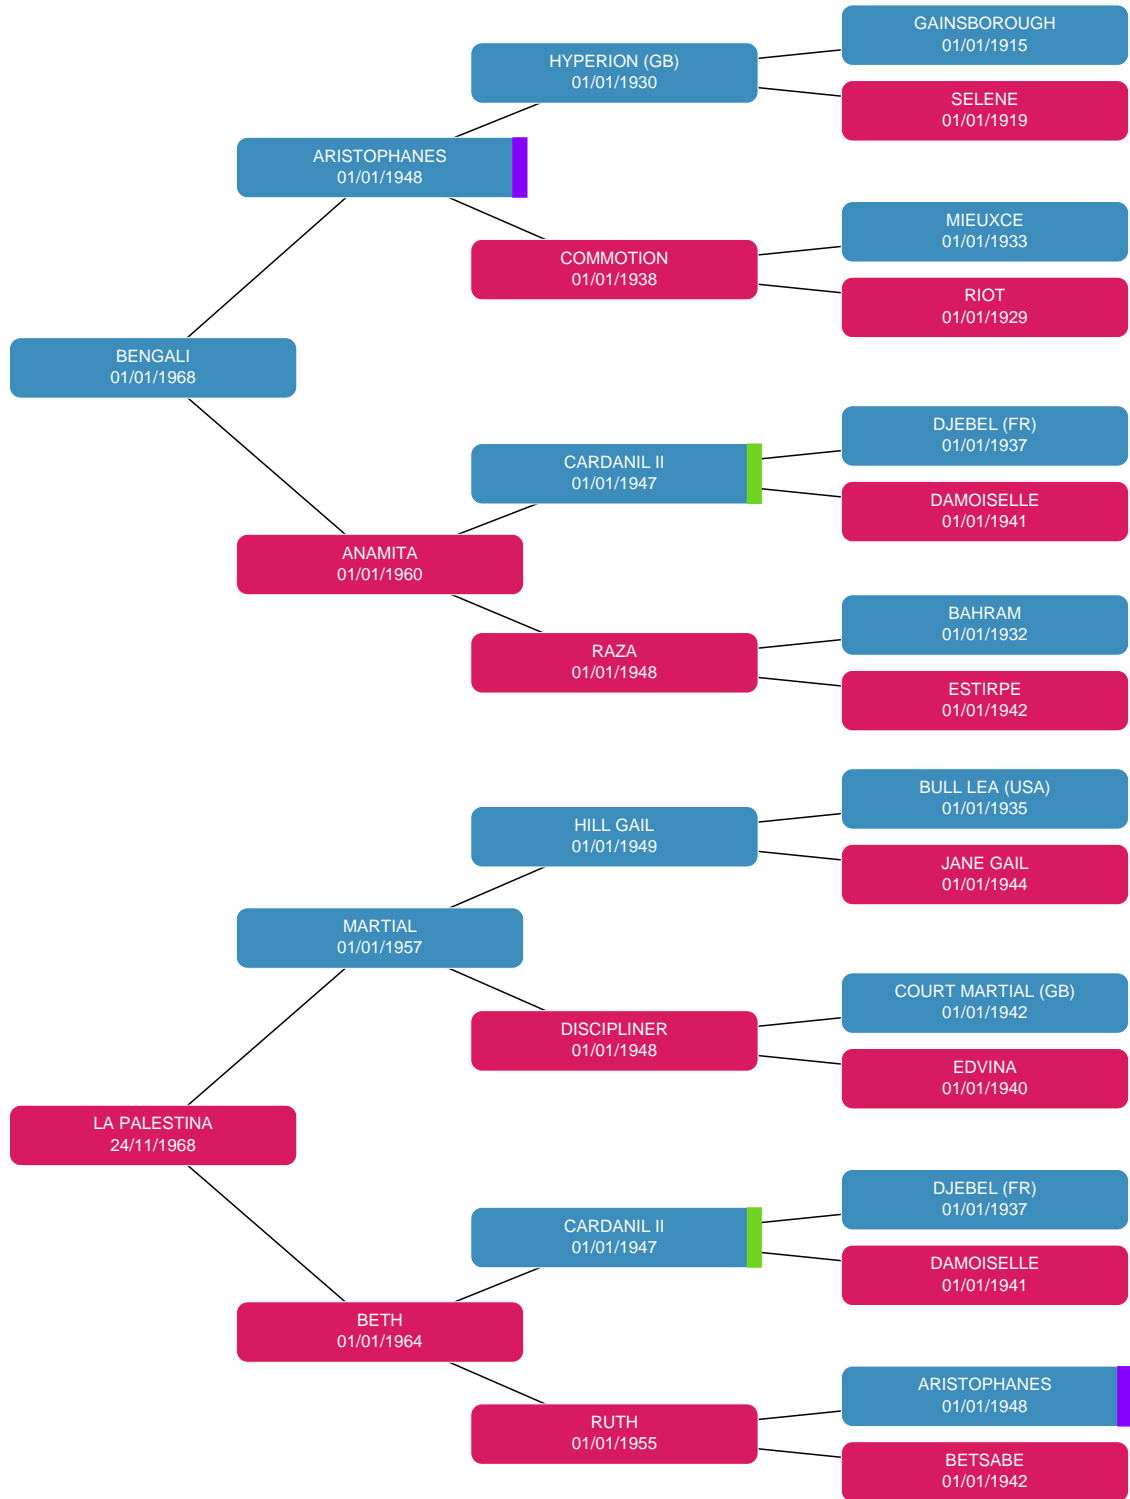 GAINSBOROUGH
01/01/1915
HYPERION (GB)
01/01/1930
SELENE
01/01/1919
ARISTOPHANES
01/01/1948
MIEUXCE
01/01/1933
COMMOTION
01/01/1938
RIOT
01/01/1929
BENGALI
01/01/1968
DJEBEL (FR)
01/01/1937
CARDANIL II
01/01/1947
DAMOISELLE
01/01/1941
ANAMITA
01/01/1960
BAHRAM
01/01/1932
RAZA
01/01/1948
ESTIRPE
01/01/1942
BULL LEA (USA)
01/01/1935
HILL GAIL
01/01/1949
JANE GAIL
01/01/1944
MARTIAL
01/01/1957
COURT MARTIAL (GB)
01/01/1942
DISCIPLINER
01/01/1948
EDVINA
01/01/1940
LA PALESTINA
24/11/1968
DJEBEL (FR)
01/01/1937
CARDANIL II
01/01/1947
DAMOISELLE
01/01/1941
BETH
01/01/1964
ARISTOPHANES
01/01/1948
RUTH
01/01/1955
BETSABE
01/01/1942